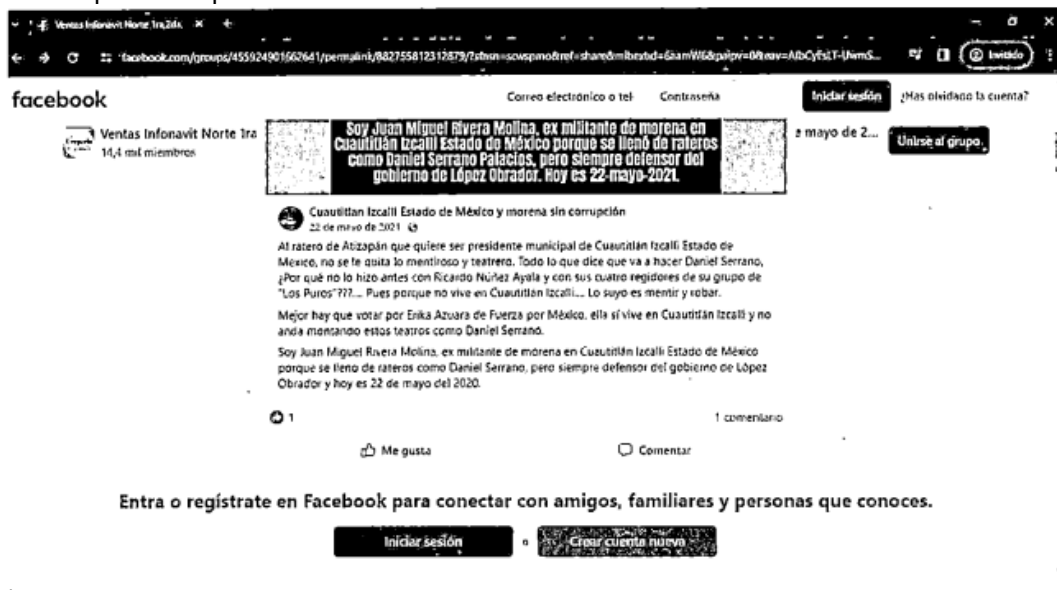 Ventas Infonavit Norte 1ra,2da,
facebook.com/groups/455924901662641/permalink/882755812312879/
Invitado
facebook
Correo electrónico o tel
Contraseña
Iniciar sesión
¿Has olvidado la cuenta?
Ventas Infonavit Norte 1ra
e mayo de 2...
14,4 mil miembros
Unirse al grupo.
Soy Juan Miguel Rivera Molina, ex militante de morena en
Cuautitlán Izcalli Estado de México porque se llenó de rateros
como Daniel Serrano Palacios, pero siempre defensor del
gobierno de López Obrador. Hoy es 22-mayo-2021.
Cuautitlan Izcalli Estado de México y morena sin corrupción
22 de mayo de 2021
Al ratero de Atizapán que quiere ser presidente municipal de Cuautitlán Izcalli Estado de
México, no se le quita lo mentiroso y teatrero. Todo lo que dice que va a hacer Daniel Serrano,
¿Por qué no lo hizo antes con Ricardo Núñez Ayala y con sus cuatro regidores de su grupo de
"Los Puros"???.... Pues porque no vive en Cuautitlán Izcalli.... Lo suyo es mentir y robar.
Mejor hay que votar por Erika Azuara de Fuerza por México, ella sí vive en Cuautitlán Izcalli y no
anda montando estos teatros como Daniel Serrano.
Soy Juan Miguel Rivera Molina, ex militante de morena en Cuautitlán Izcalli Estado de México
porque se lleno de rateros como Daniel Serrano, pero siempre defensor del gobierno de López
Obrador y hoy es 22 de mayo del 2020.
1
1 comentario
Me gusta
Comentar
Entra o regístrate en Facebook para conectar con amigos, familiares y personas que conoces.
Iniciar sesión
o
Crear cuenta nueva